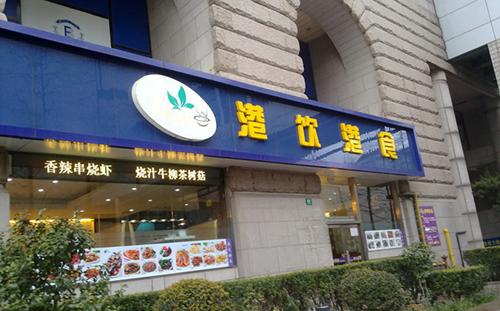 港饮港食
香辣串烧虾 烧汁牛柳茶树菇